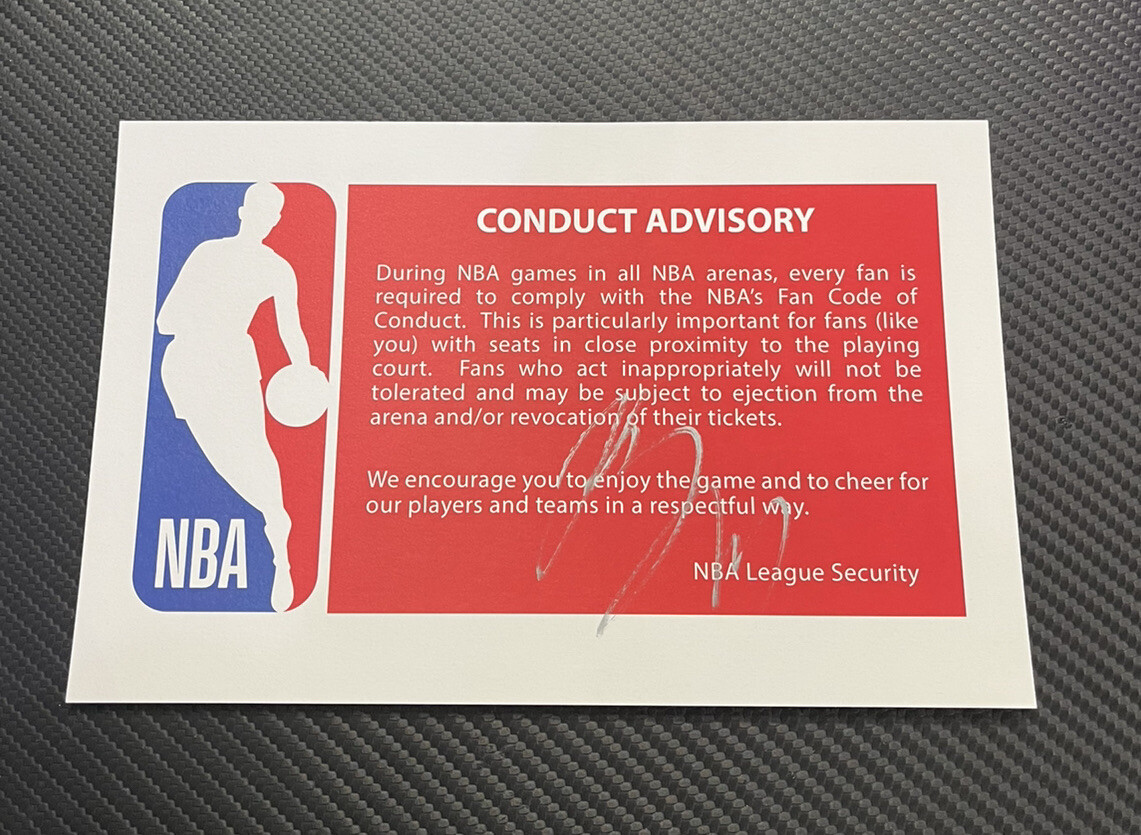 CONDUCT ADVISORY
During NBA games in all NBA arenas, every fan is
required to comply with the NBA's Fan Code of
Conduct. This is particularly important for fans (like
you) with seats in close proximity to the playing
court. Fans who act inappropriately will not be
tolerated and may be subject to ejection from the
arena and/or revocation of their tickets.
We encourage you to enjoy the game and to cheer for
our players and teams in a respectful way.
NBA League Security
NBA